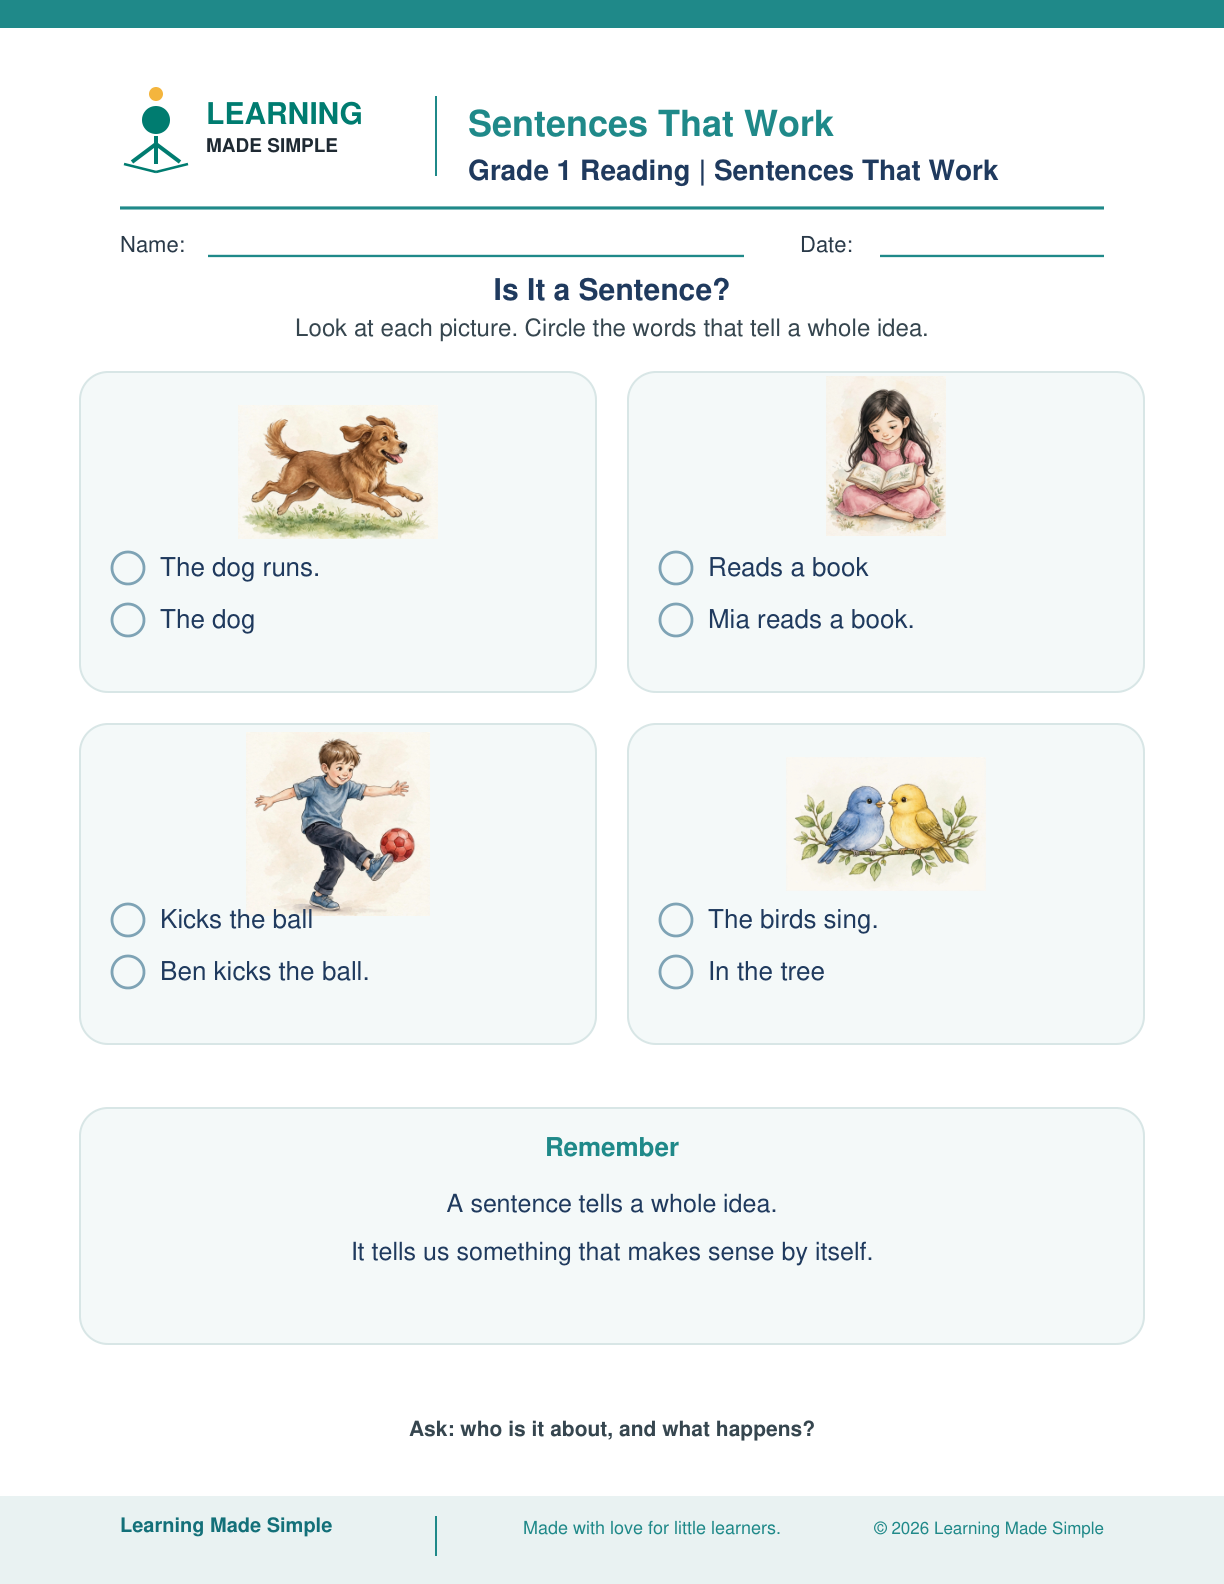 LEARNING
MADE SIMPLE
Sentences That Work
Grade 1 Reading | Sentences That Work
Name:
Date:
Is It a Sentence?
Look at each picture. Circle the words that tell a whole idea.
The dog runs.
The dog
Reads a book
Mia reads a book.
Kicks the ball
Ben kicks the ball.
The birds sing.
In the tree
Remember
A sentence tells a whole idea.
It tells us something that makes sense by itself.
Ask: who is it about, and what happens?
Learning Made Simple
Made with love for little learners.
© 2026 Learning Made Simple